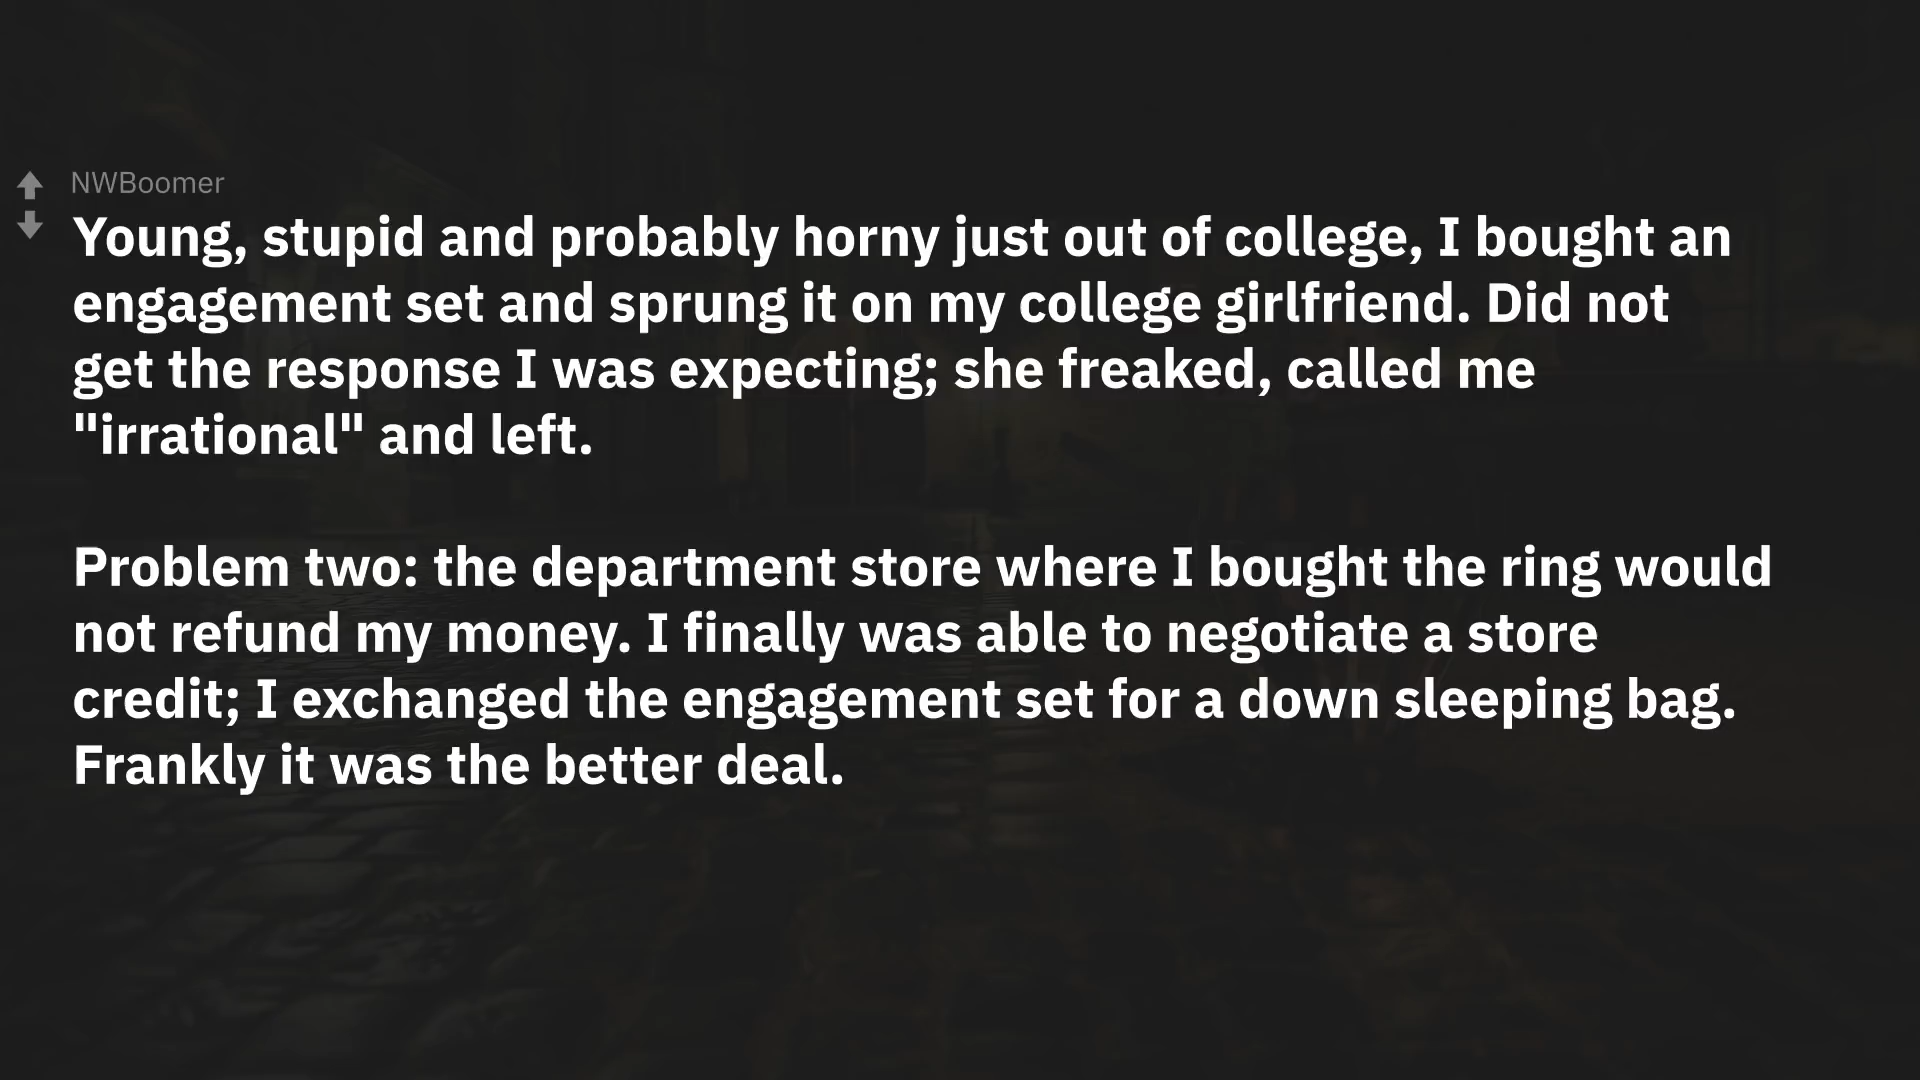 NWBoomer
Young, stupid and probably horny just out of college, I bought an
engagement set and sprung it on my college girlfriend. Did not
get the response I was expecting; she freaked, called me
"irrational" and left.
Problem two: the department store where I bought the ring would
not refund my money. I finally was able to negotiate a store
credit; I exchanged the engagement set for a down sleeping bag.
Frankly it was the better deal.